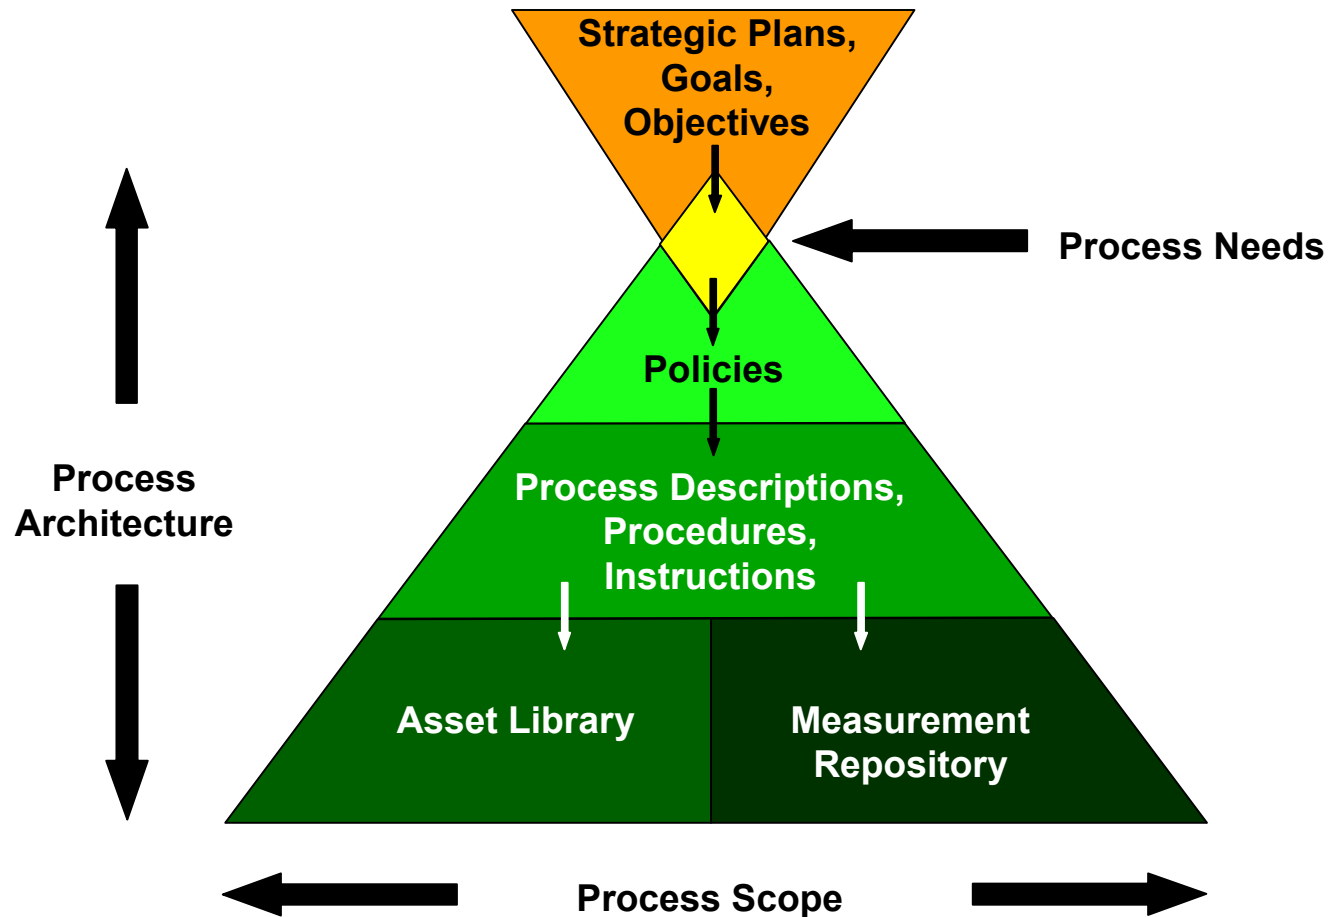 Strategic Plans,
Goals,
Objectives
Process Needs
Policies
Process
Architecture
Process Descriptions,
Procedures,
Instructions
Asset Library
Measurement
Repository
Process Scope